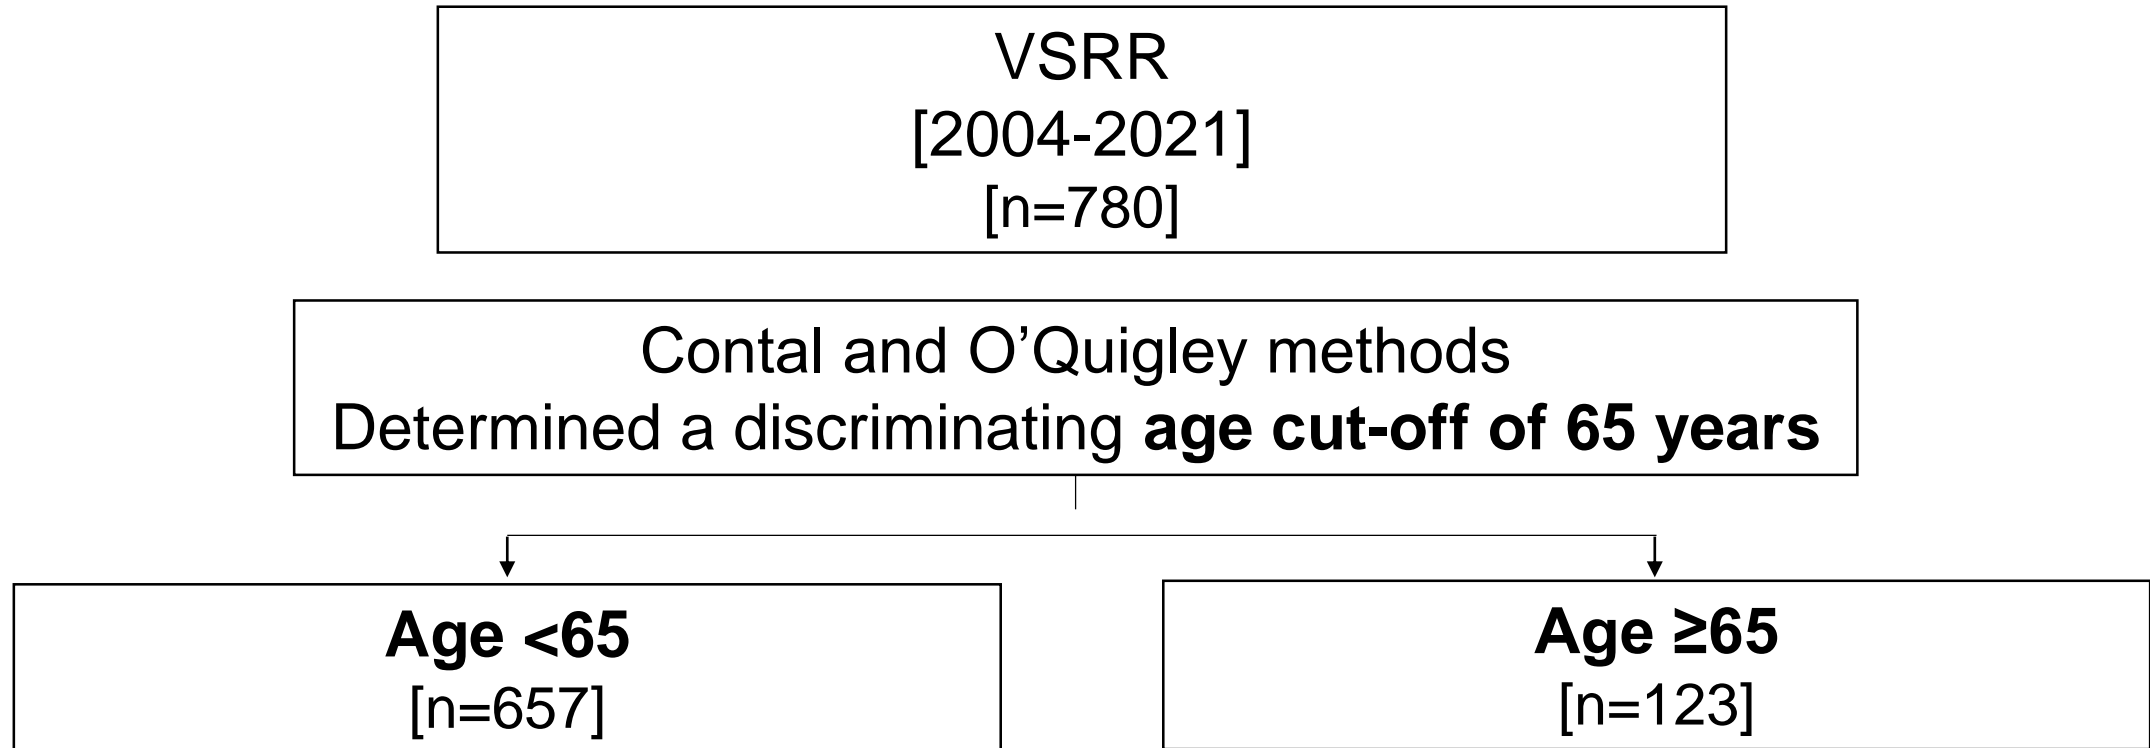 VSRR
[2004-2021]
[n=780]
Contal and O’Quigley methods
Determined a discriminating age cut-off of 65 years
Age <65
[n=657]
Age ≥65
[n=123]